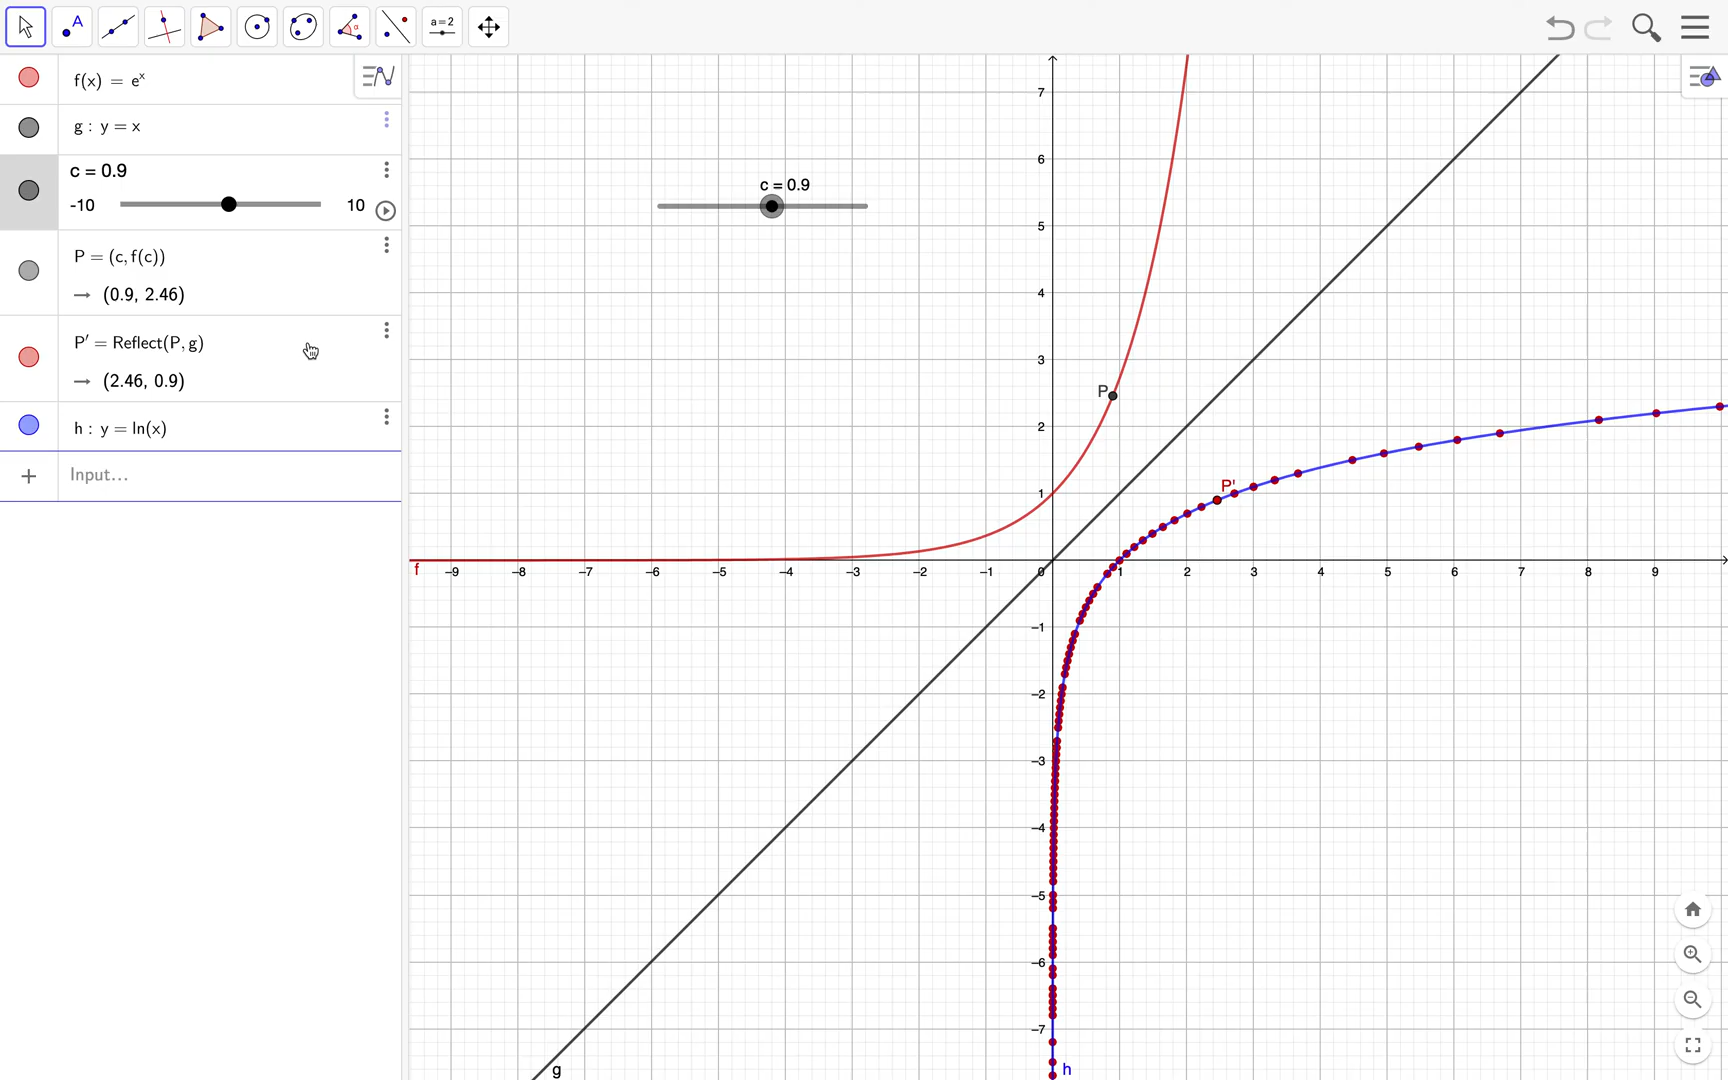 A
a=2
f(x) = eˣ
g : y = x
c = 0.9
-10
10
P = (c, f(c))
→ (0.9, 2.46)
P′ = Reflect(P, g)
→ (2.46, 0.9)
h : y = ln(x)
+ Input…
c = 0.9
7
6
5
4
3
2
1
P
P'
f
−9 −8 −7 −6 −5 −4 −3 −2 −1 0 1 2 3 4 5 6 7 8 9
−1
−2
−3
−4
−5
−6
−7
g
h